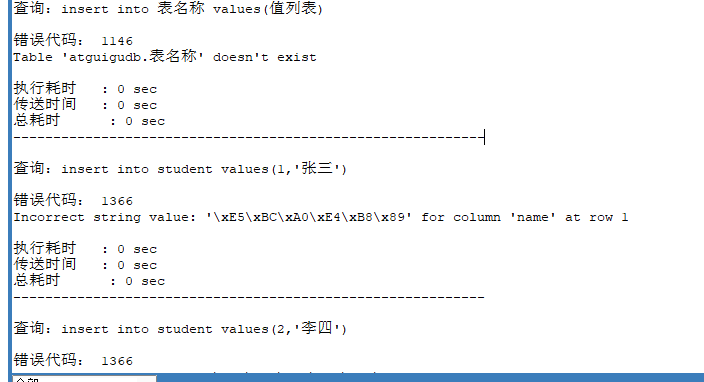 查询：insert into 表名称 values(值列表)
错误代码： 1146
Table 'atguigudb.表名称' doesn't exist
执行耗时   : 0 sec
传送时间   : 0 sec
总耗时      : 0 sec
-----------------------------------------------------------
查询：insert into student values(1,'张三')
错误代码： 1366
Incorrect string value: '\xE5\xBC\xA0\xE4\xB8\x89' for column 'name' at row 1
执行耗时   : 0 sec
传送时间   : 0 sec
总耗时      : 0 sec
-----------------------------------------------------------
查询：insert into student values(2,'李四')
错误代码： 1366